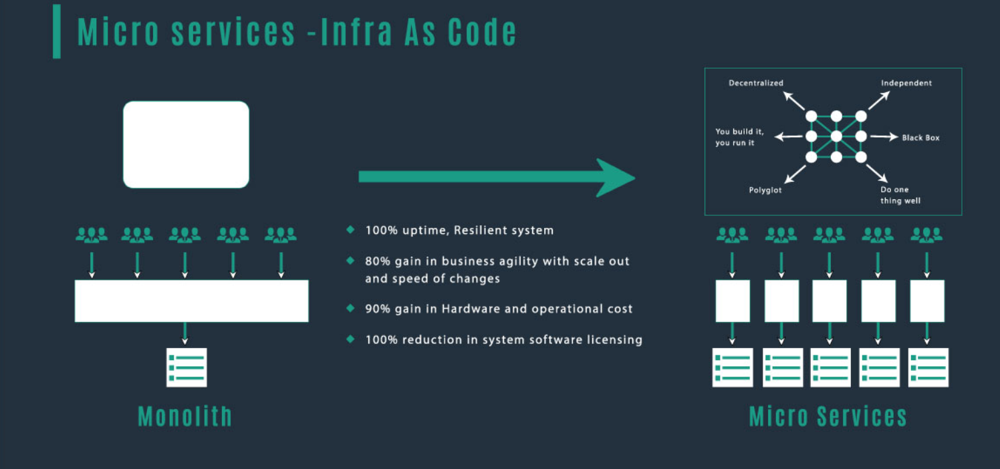 Micro services -Infra As Code
100% uptime, Resilient system
80% gain in business agility with scale out
and speed of changes
90% gain in Hardware and operational cost
100% reduction in system software licensing
Monolith
Decentralized
Independent
You build it,
you run it
Black Box
Polyglot
Do one
thing well
Micro Services